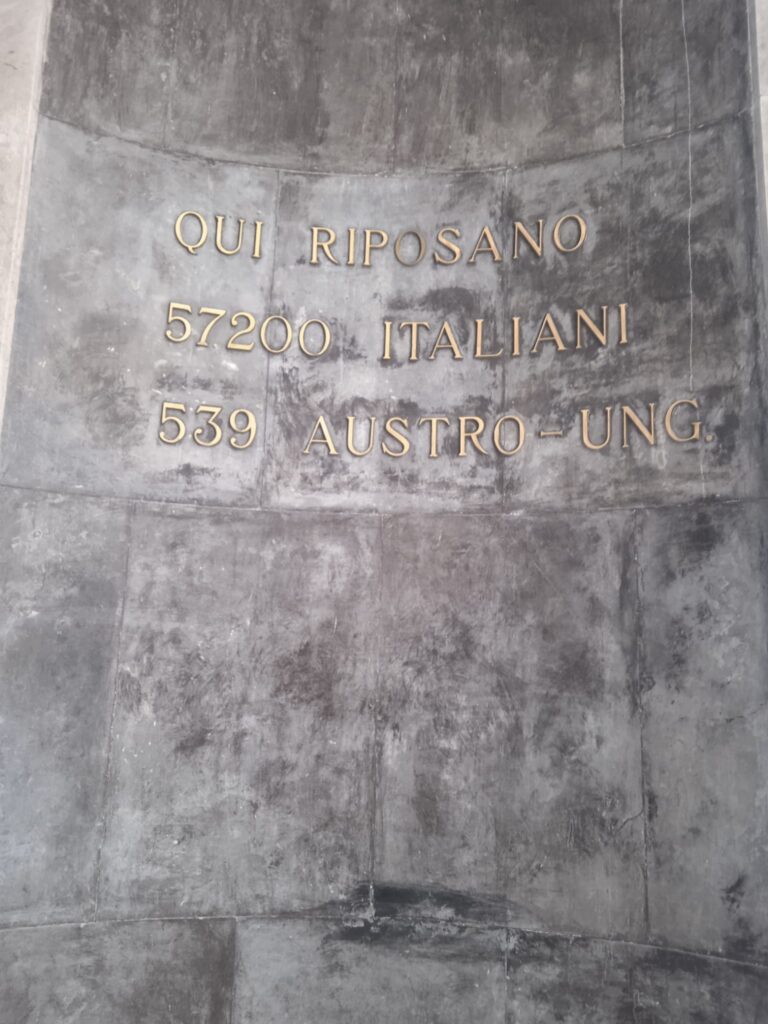 QUI RIPOSANO
57200 ITALIANI
539 AUSTRO-UNG.